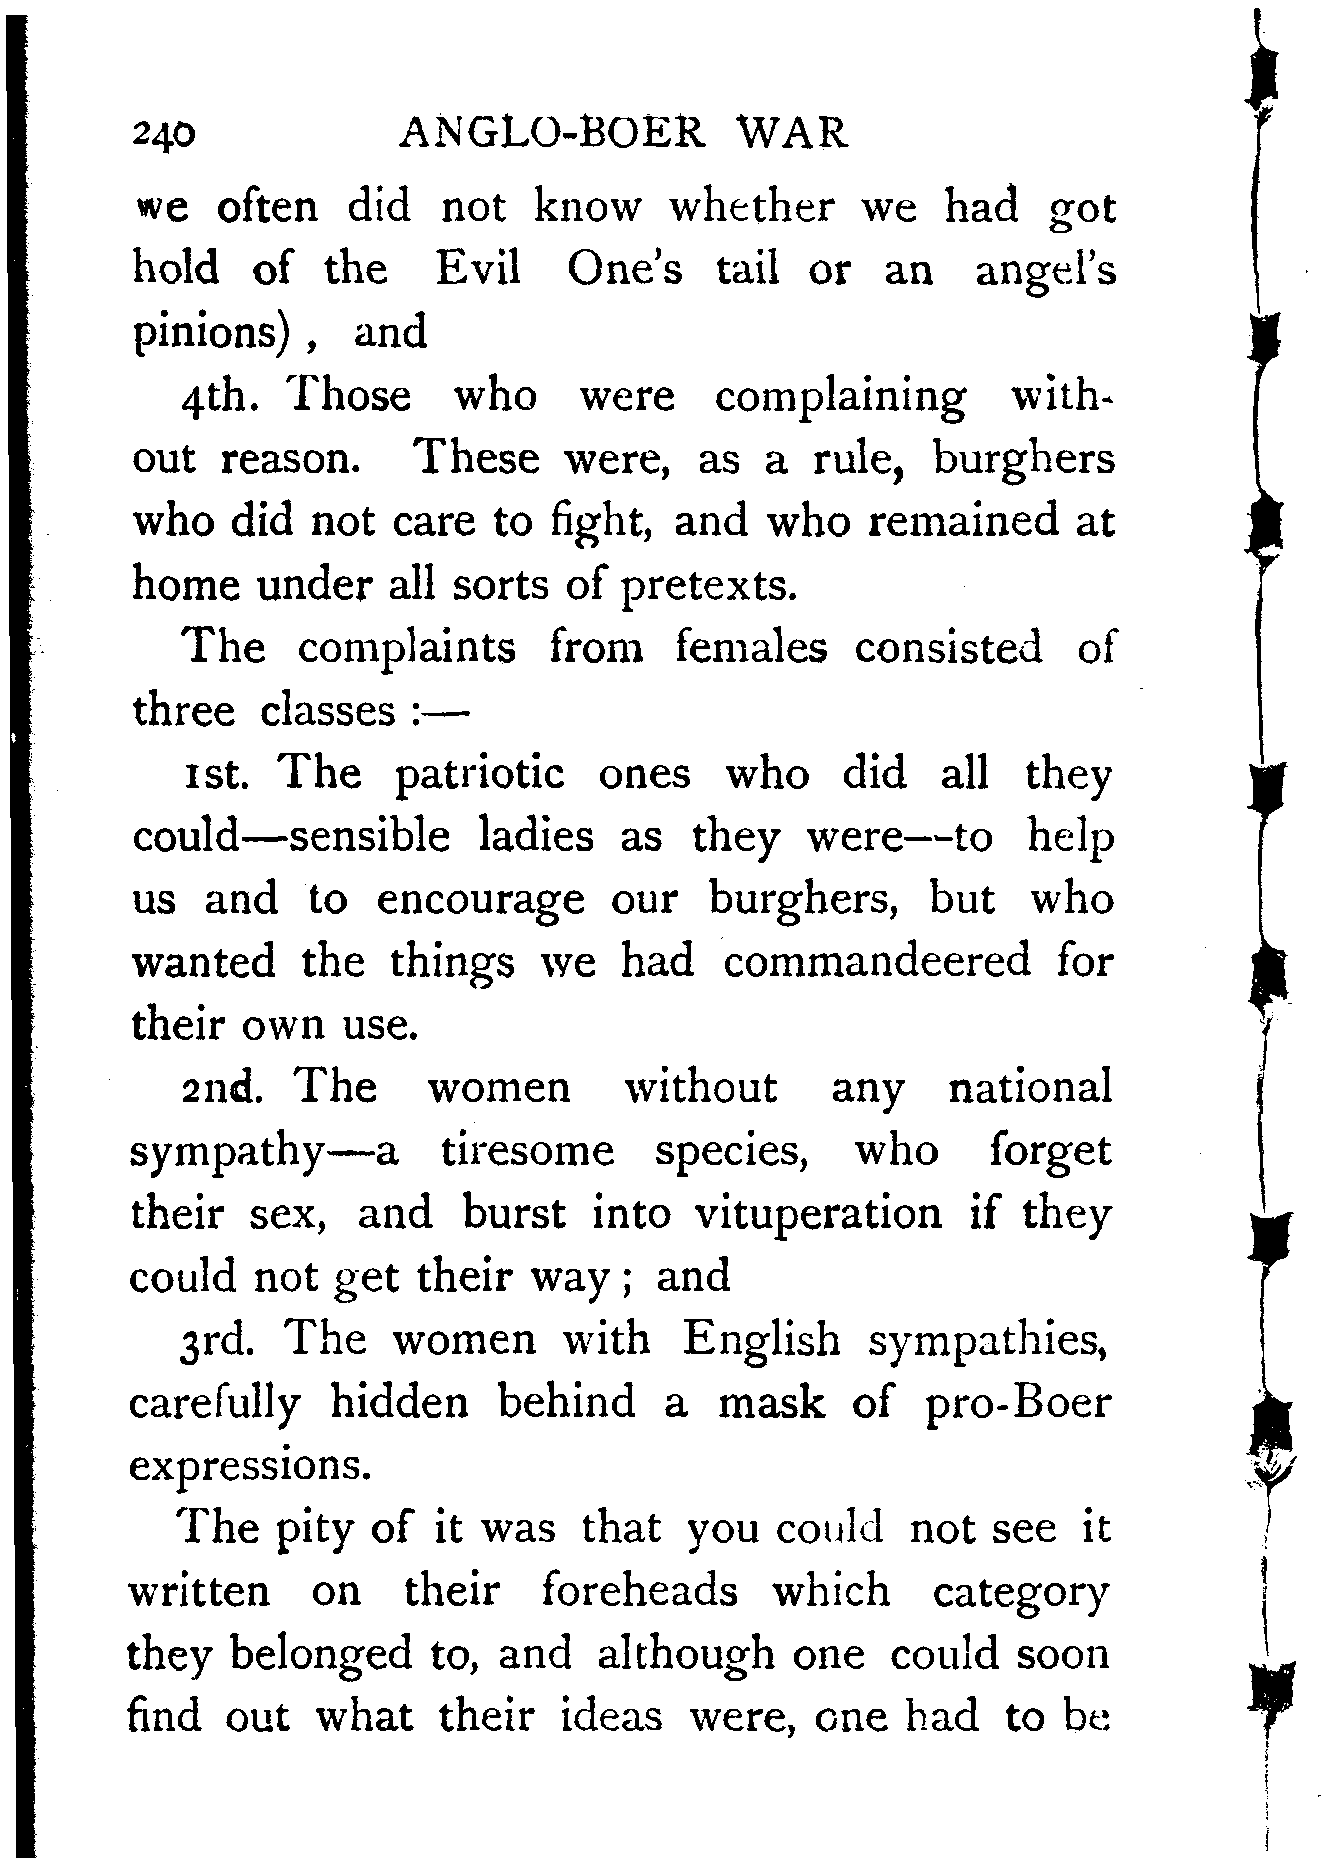 240 ANGLO-BOER WAR
we often did not know whether we had got
hold of the Evil One's tail or an angel's
pinions) , and
4th. Those who were complaining with-
out reason. These were, as a rule, burghers
who did not care to fight, and who remained at
home under all sorts of pretexts.
The complaints from females consisted of
three classes :—
1st. The patriotic ones who did all they
could—sensible ladies as they were—to help
us and to encourage our burghers, but who
wanted the things we had commandeered for
their own use.
2nd. The women without any national
sympathy—a tiresome species, who forget
their sex, and burst into vituperation if they
could not get their way ; and
3rd. The women with English sympathies,
carefully hidden behind a mask of pro-Boer
expressions.
The pity of it was that you could not see it
written on their foreheads which category
they belonged to, and although one could soon
find out what their ideas were, one had to be